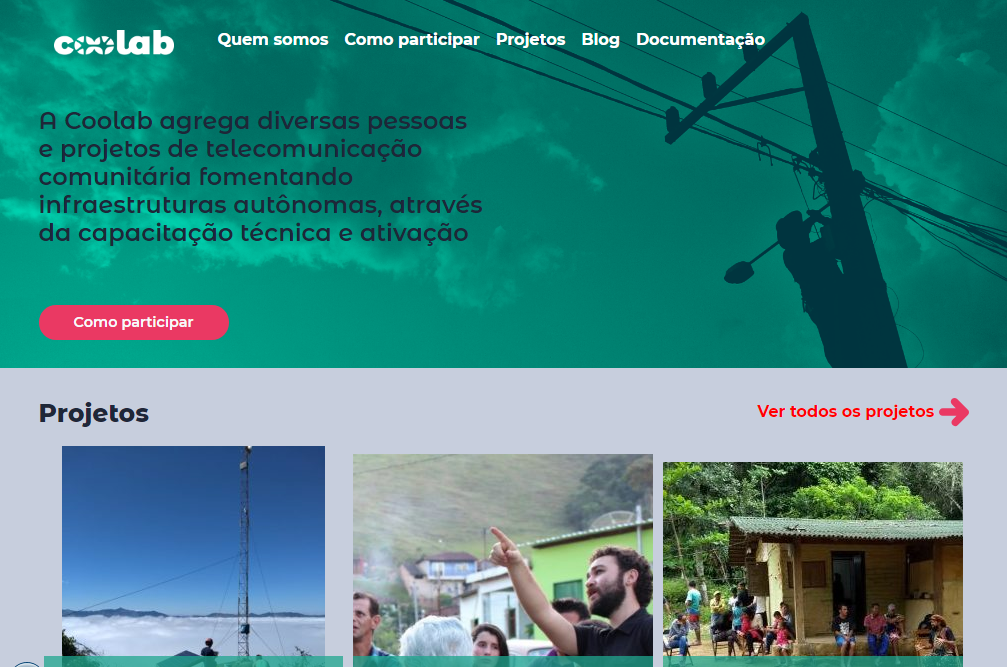 coolab
Quem somos Como participar Projetos Blog Documentação
A Coolab agrega diversas pessoas
e projetos de telecomunicação
comunitária fomentando
infraestruturas autônomas, através
da capacitação técnica e ativação
Como participar
Projetos
Ver todos os projetos